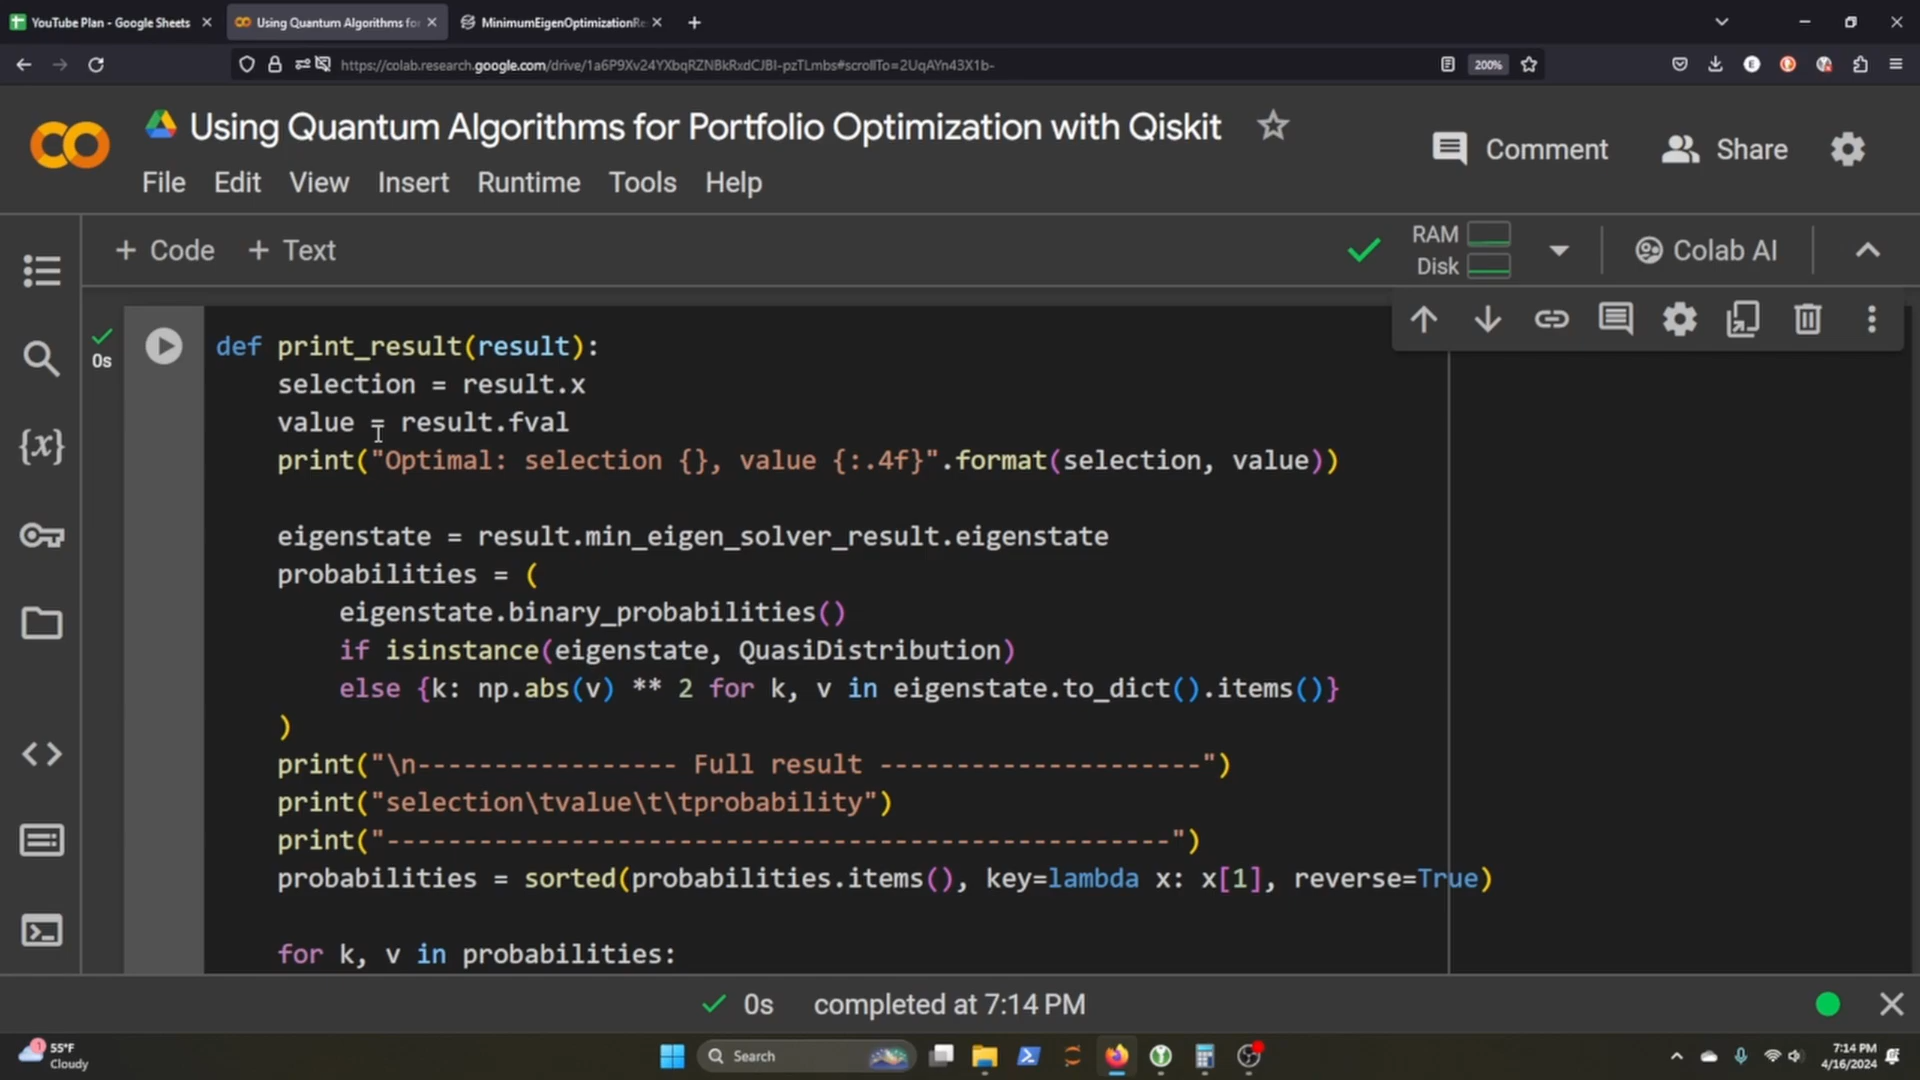 YouTube Plan - Google Sheets
Using Quantum Algorithms fo
MinimumEigenOptimizationRe
https://colab.research.google.com/drive/1a6P9Xv24YXbqRZNBkRxdCJBI-pzTLmbs#scrollTo=2UqAYn43X1b-
200%
Using Quantum Algorithms for Portfolio Optimization with Qiskit
Comment
Share
File Edit View Insert Runtime Tools Help
+ Code + Text
RAM
Disk
Colab AI
0s
def print_result(result):
    selection = result.x
    value = result.fval
    print("Optimal: selection {}, value {:.4f}".format(selection, value))
    eigenstate = result.min_eigen_solver_result.eigenstate
    probabilities = (
        eigenstate.binary_probabilities()
        if isinstance(eigenstate, QuasiDistribution)
        else {k: np.abs(v) ** 2 for k, v in eigenstate.to_dict().items()}
    )
    print("\n----------------- Full result ---------------------")
    print("selection\tvalue\t\tprobability")
    print("---------------------------------------------------")
    probabilities = sorted(probabilities.items(), key=lambda x: x[1], reverse=True)
    for k, v in probabilities:
0s completed at 7:14 PM
1
55°F
Cloudy
Search
7:14 PM
4/16/2024